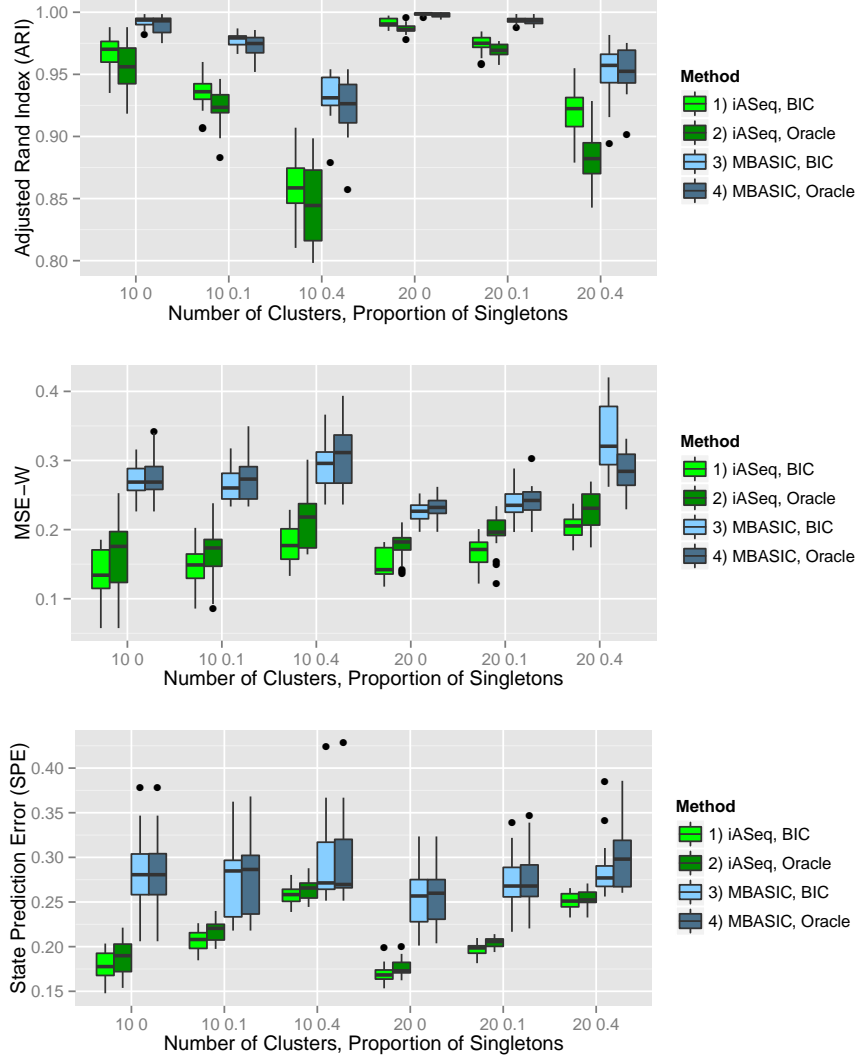 Adjusted Rand Index (ARI)
1.00
0.95
0.90
0.85
0.80
10 0
10 0.1
10 0.4
20 0
20 0.1
20 0.4
Number of Clusters, Proportion of Singletons
Method
1) iASeq, BIC
2) iASeq, Oracle
3) MBASIC, BIC
4) MBASIC, Oracle
MSE−W
0.4
0.3
0.2
0.1
10 0
10 0.1
10 0.4
20 0
20 0.1
20 0.4
Number of Clusters, Proportion of Singletons
Method
1) iASeq, BIC
2) iASeq, Oracle
3) MBASIC, BIC
4) MBASIC, Oracle
State Prediction Error (SPE)
0.40
0.35
0.30
0.25
0.20
0.15
10 0
10 0.1
10 0.4
20 0
20 0.1
20 0.4
Number of Clusters, Proportion of Singletons
Method
1) iASeq, BIC
2) iASeq, Oracle
3) MBASIC, BIC
4) MBASIC, Oracle